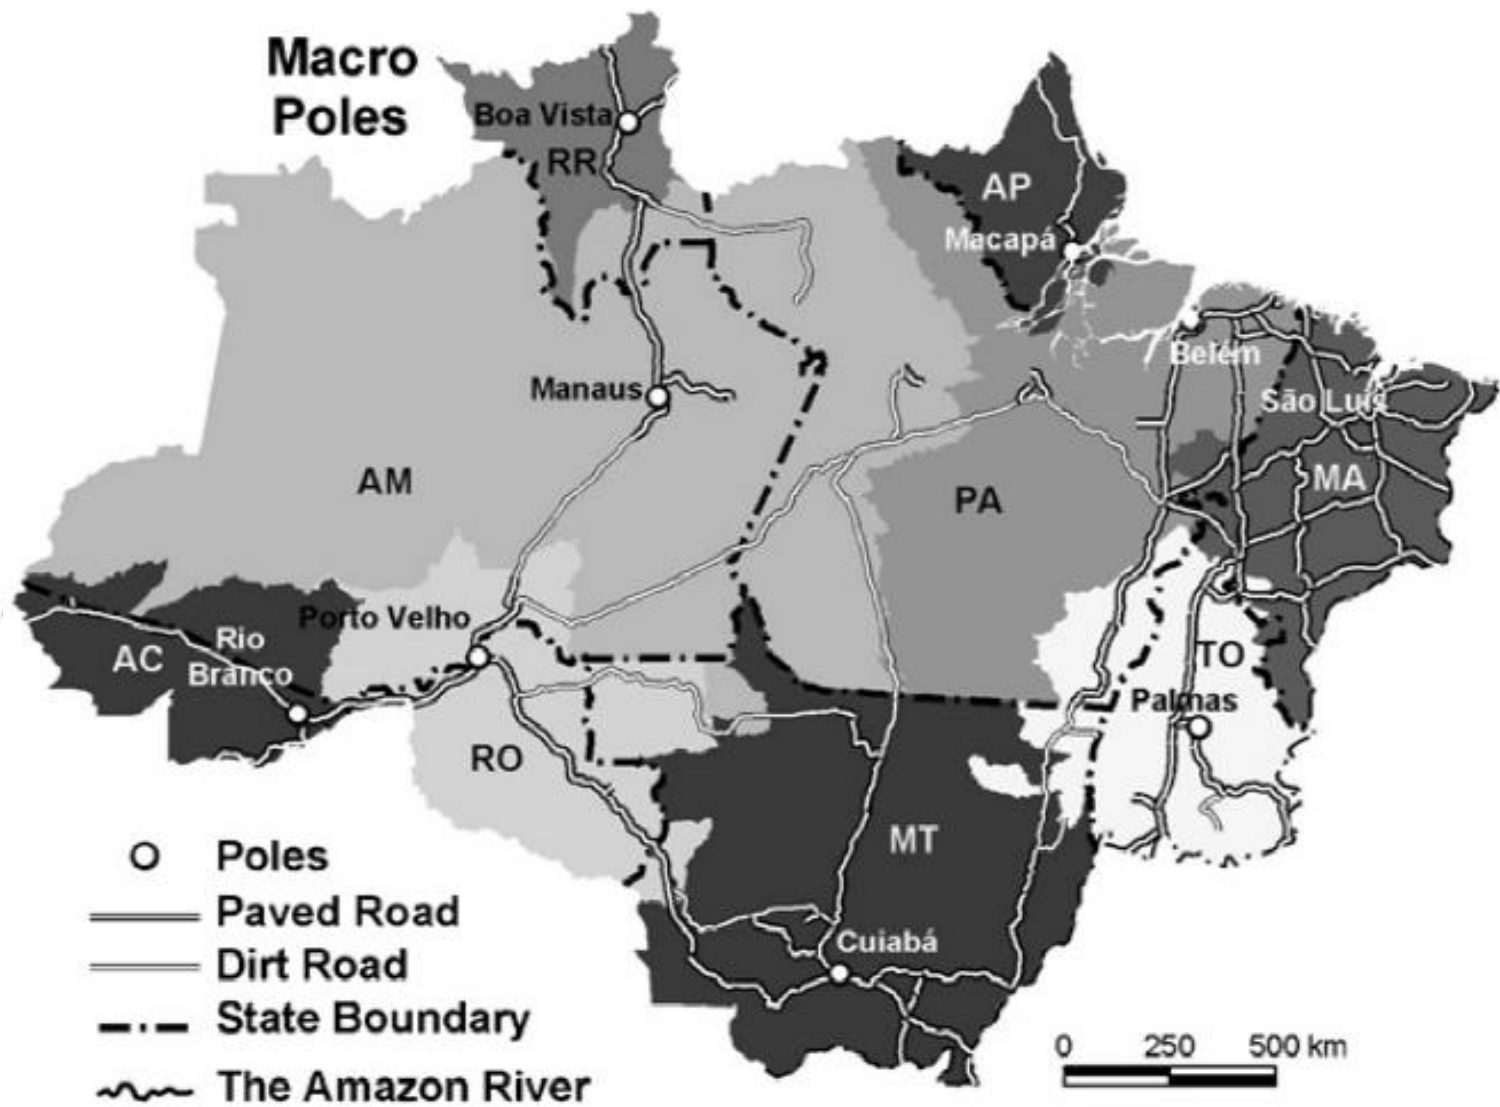 Macro
Poles
Boa Vista
RR
AP
Macapá
Belém
Manaus
São Luís
AM
PA
MA
Porto Velho
AC
Rio
Branco
TO
Palmas
RO
MT
Cuiabá
Poles
Paved Road
Dirt Road
State Boundary
The Amazon River
0 250 500 km